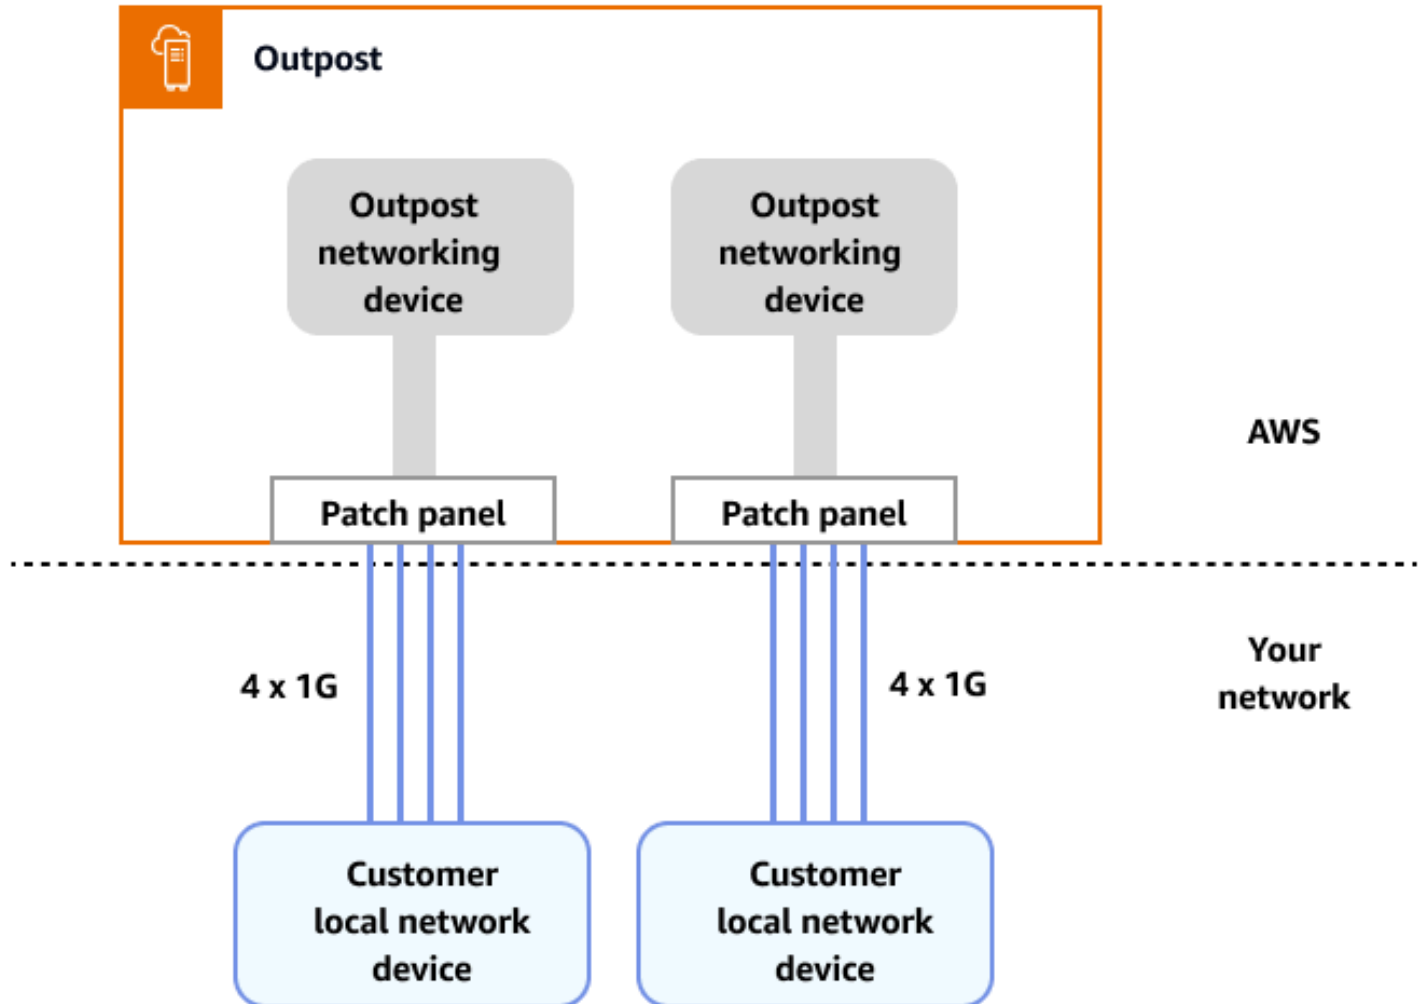 Outpost
Outpost
networking
device
Outpost
networking
device
AWS
Patch panel
Patch panel
Your
network
4 x 1G
4 x 1G
Customer
local network
device
Customer
local network
device